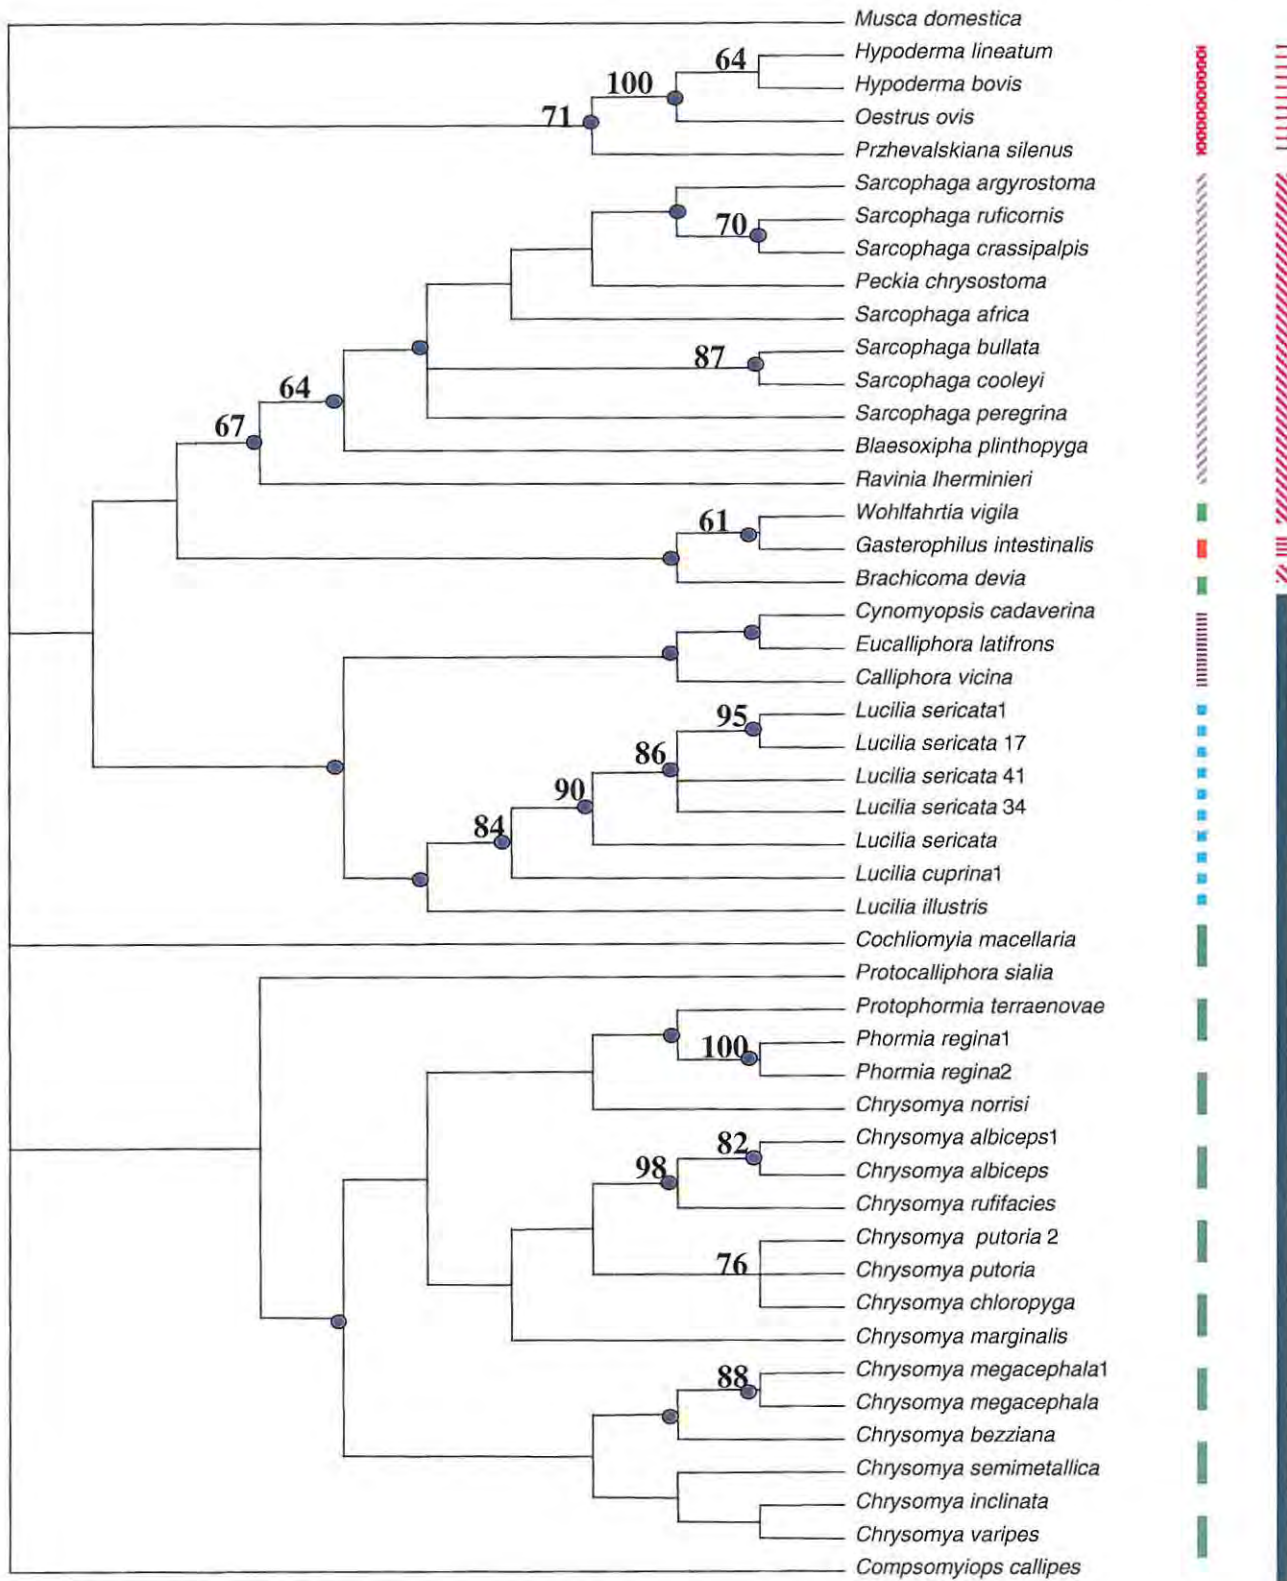 Musca domestica
Hypoderma lineatum
64
Hypoderma bovis
100
71
Oestrus ovis
Przhevalskiana silenus
Sarcophaga argyrostoma
Sarcophaga ruficornis
70
Sarcophaga crassipalpis
Peckia chrysostoma
Sarcophaga africa
Sarcophaga bullata
87
Sarcophaga cooleyi
64
Sarcophaga peregrina
67
Blaesoxipha plinthopyga
Ravinia lherminieri
Wohlfahrtia vigila
61
Gasterophilus intestinalis
Brachicoma devia
Cynomyopsis cadaverina
Eucalliphora latifrons
Calliphora vicina
Lucilia sericata1
95
Lucilia sericata 17
86
Lucilia sericata 41
90
Lucilia sericata 34
84
Lucilia sericata
Lucilia cuprina1
Lucilia illustris
Cochliomyia macellaria
Protocalliphora sialia
Protophormia terraenovae
Phormia regina1
100
Phormia regina2
Chrysomya norrisi
Chrysomya albiceps1
82
98
Chrysomya albiceps
Chrysomya rufifacies
Chrysomya putoria 2
76
Chrysomya putoria
Chrysomya chloropyga
Chrysomya marginalis
Chrysomya megacephala1
88
Chrysomya megacephala
Chrysomya bezziana
Chrysomya semimetallica
Chrysomya inclinata
Chrysomya varipes
Compsomyiops callipes